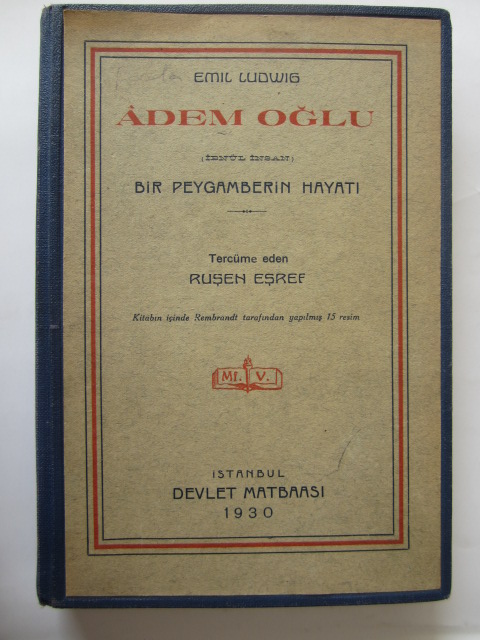 EMIL LUDWIG
ÂDEM OĞLU
(İBNÜL İNSAN)
BIR PEYGAMBERIN HAYATI
Tercüme eden
RUŞEN EŞREF
Kitabın içinde Rembrandt tarafından yapılmış 15 resim
MI. V.
ISTANBUL
DEVLET MATBAASI
1930